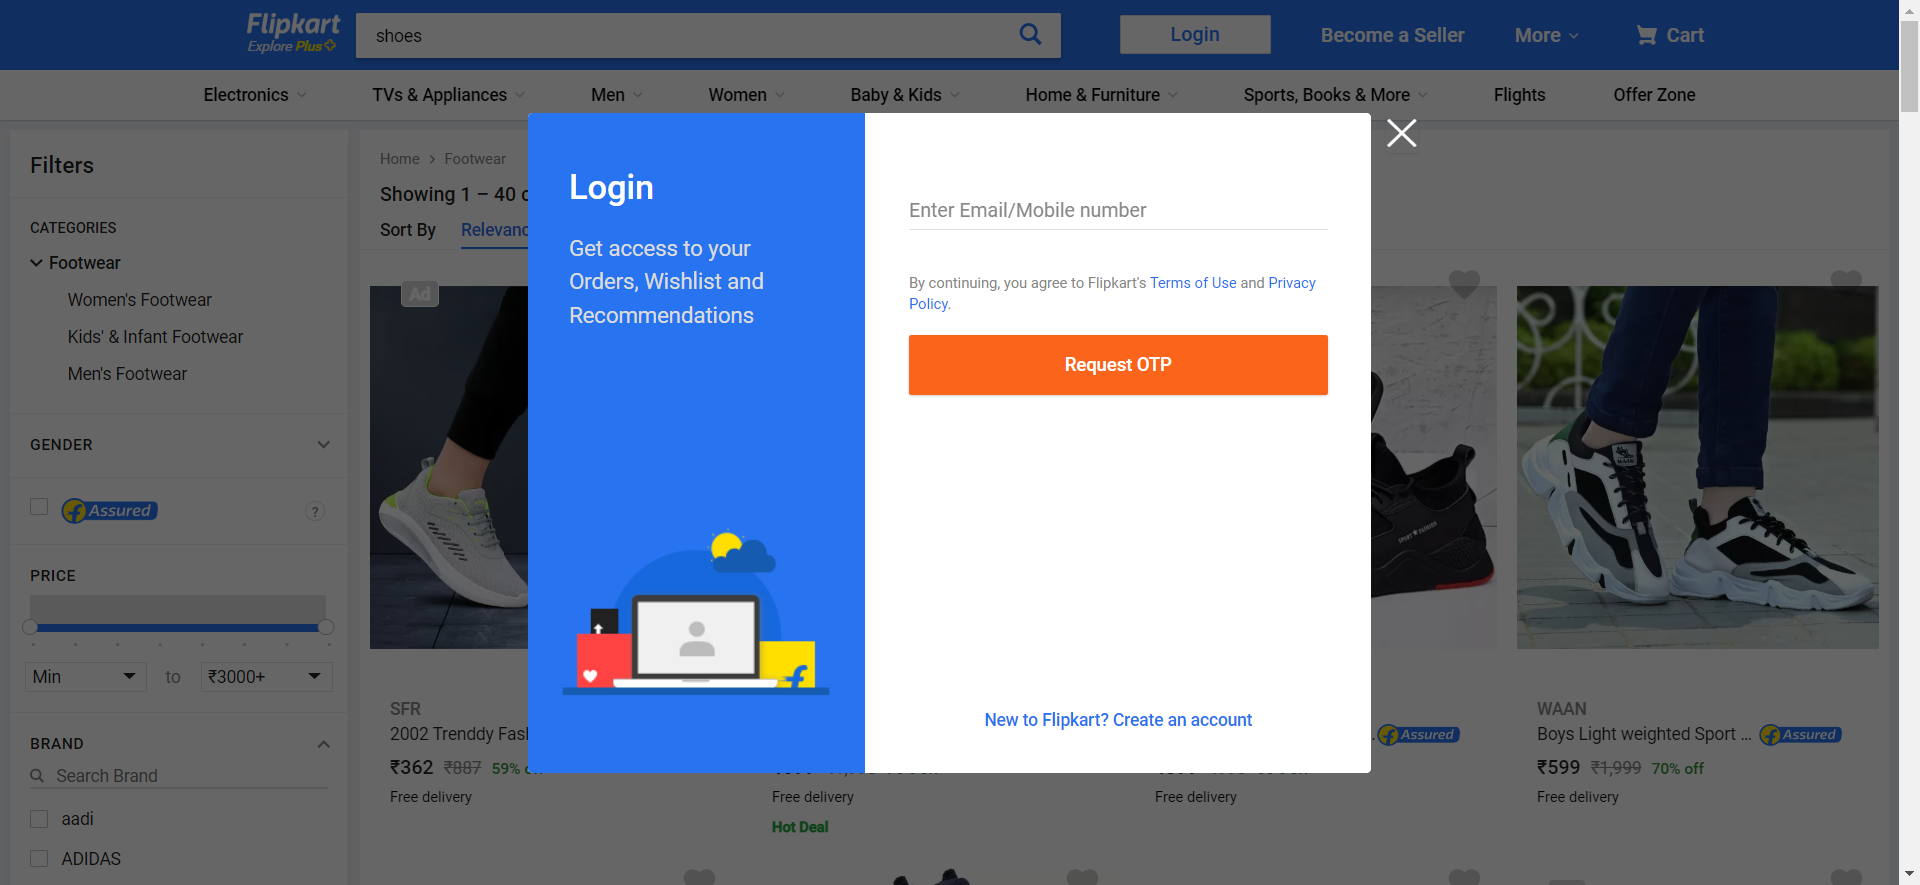 Flipkart
Explore Plus
shoes
Login
Become a Seller
More
Cart
Electronics
TVs & Appliances
Men
Women
Baby & Kids
Home & Furniture
Sports, Books & More
Flights
Offer Zone
Filters
CATEGORIES
Footwear
Women's Footwear
Kids' & Infant Footwear
Men's Footwear
GENDER
Assured
?
PRICE
Min
to
₹3000+
BRAND
Search Brand
aadi
ADIDAS
Home
Footwear
Showing 1 – 40
Sort By
Relevanc
Ad
Login
Get access to your
Orders, Wishlist and
Recommendations
Enter Email/Mobile number
By continuing, you agree to Flipkart's Terms of Use and Privacy
Policy.
Request OTP
New to Flipkart? Create an account
SFR
2002 Trenddy Fash
₹362 ₹887 59%
Free delivery
Free delivery
Hot Deal
SPORT ★ FASHION
Assured
Free delivery
WAAN
Boys Light weighted Sport ...
Assured
₹599 ₹1,999 70% off
Free delivery